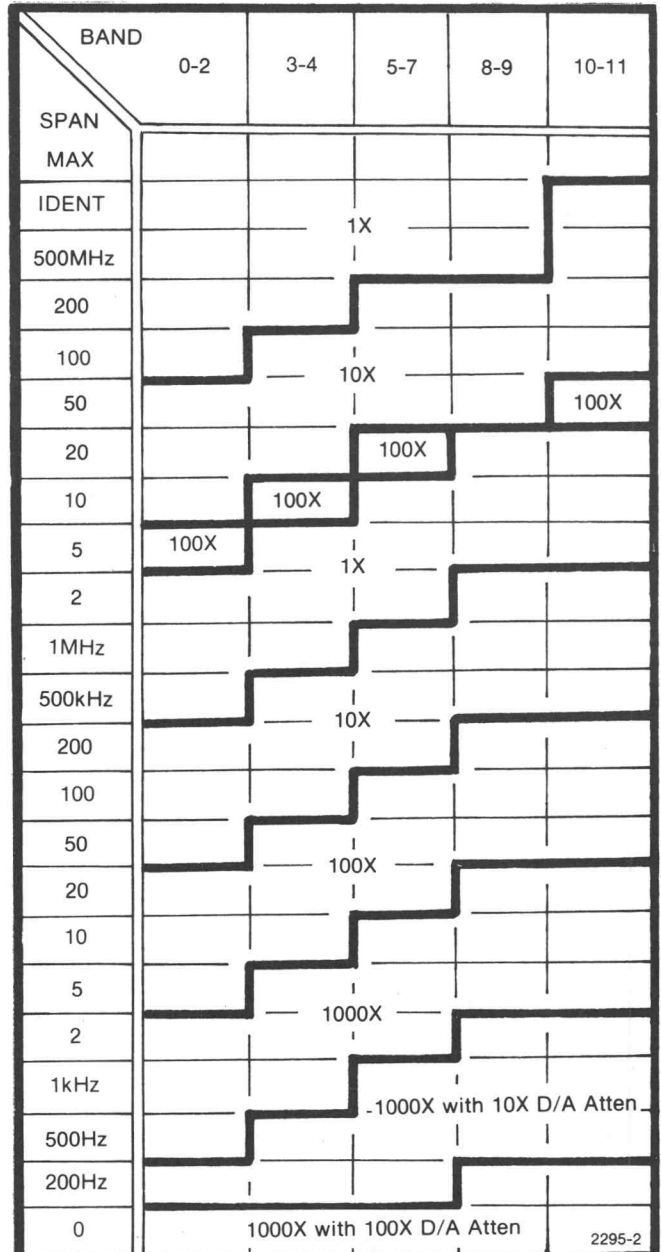 BAND
0-2 3-4 5-7 8-9 10-11
SPAN
MAX
IDENT
1X
500MHz
200
100
10X
50
100X
20
100X
10
100X
5
100X
1X
2
1MHz
500kHz
10X
200
100
50
100X
20
10
5
1000X
2
1kHz
1000X with 10X D/A Atten
500Hz
200Hz
0
1000X with 100X D/A Atten
2295-2